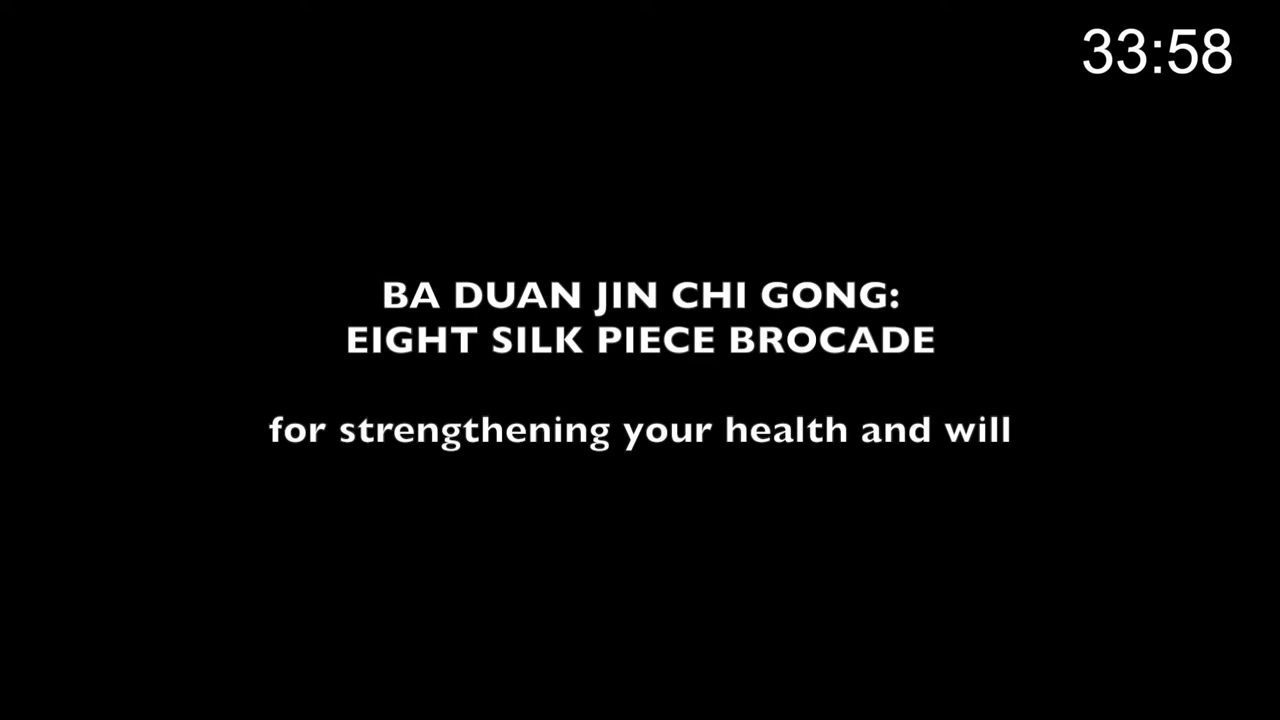 33:58
BA DUAN JIN CHI GONG:
EIGHT SILK PIECE BROCADE
for strengthening your health and will